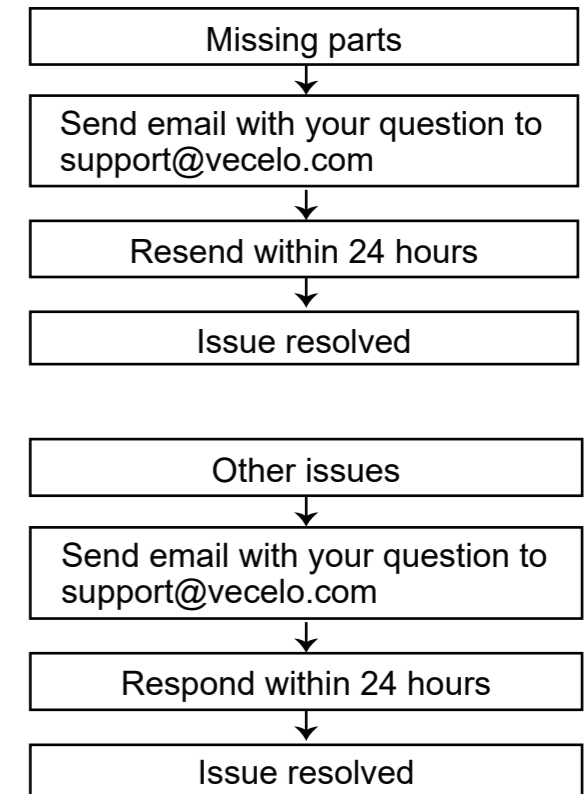 Missing parts
Send email with your question to
support@vecelo.com
Resend within 24 hours
Issue resolved
Other issues
Send email with your question to
support@vecelo.com
Respond within 24 hours
Issue resolved